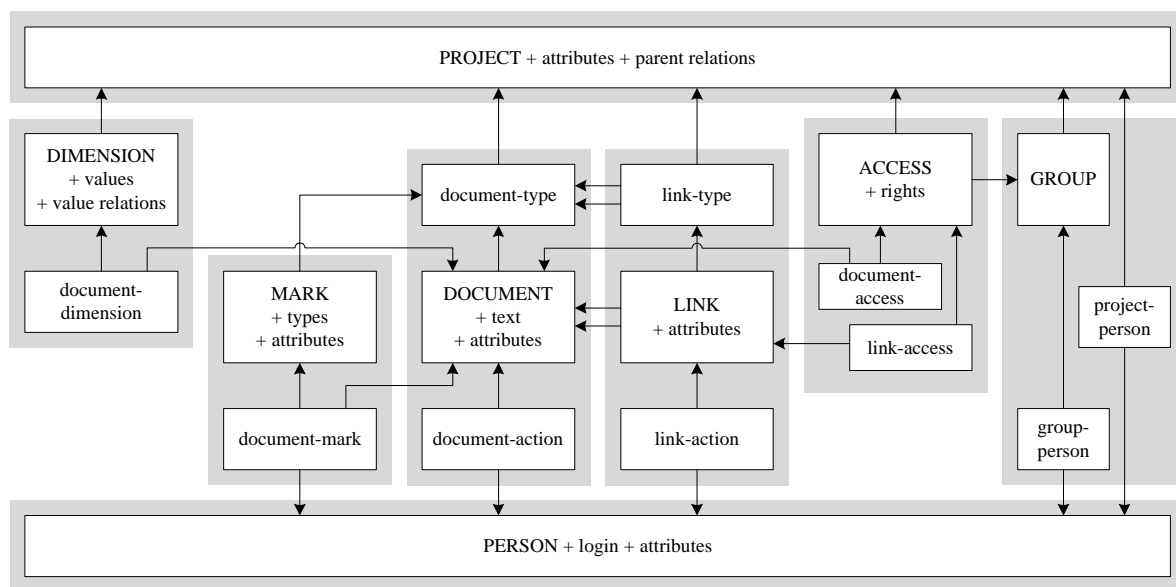 PROJECT + attributes + parent relations
DIMENSION
+ values
+ value relations
document-type
link-type
ACCESS
+ rights
GROUP
document-
dimension
MARK
+ types
+ attributes
DOCUMENT
+ text
+ attributes
LINK
+ attributes
document-
access
link-access
project-
person
document-mark
document-action
link-action
group-
person
PERSON + login + attributes